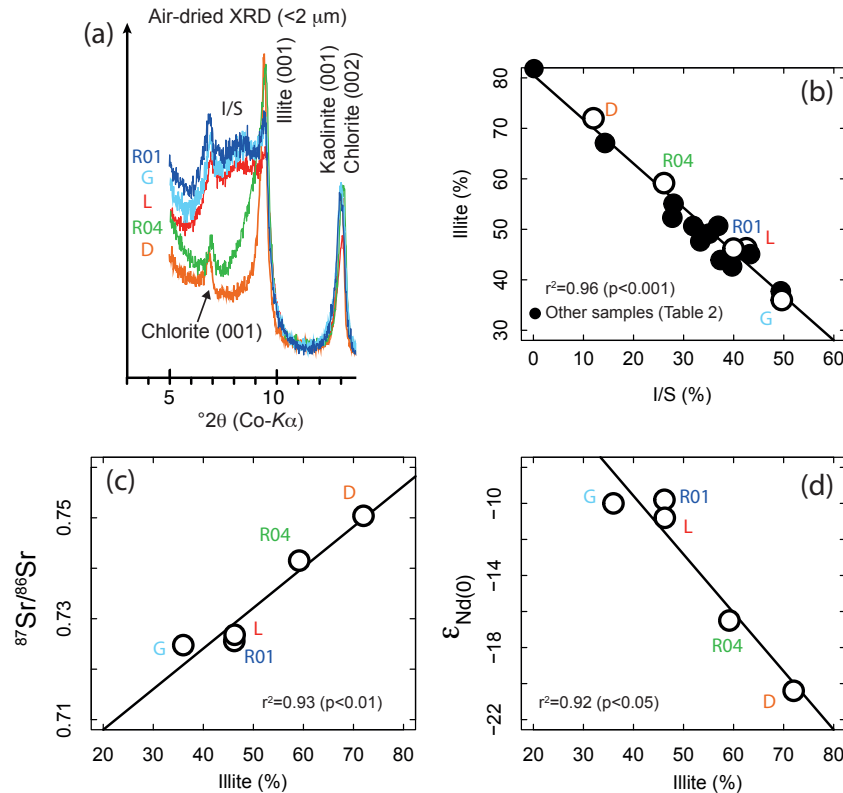 Air-dried XRD (<2 μm)
(a)
I/S
Illite (001)
Kaolinite (001)
Chlorite (002)
R01
G
L
R04
D
Chlorite (001)
5
10
°2θ (Co-Kα)
(b)
D
R04
R01
L
G
r²=0.96 (p<0.001)
Other samples (Table 2)
Illite (%)
80
70
60
50
40
30
0 10 20 30 40 50 60
I/S (%)
(c)
D
R04
L
G
R01
r²=0.93 (p<0.01)
⁸⁷Sr/⁸⁶Sr
0.75
0.73
0.71
20 30 40 50 60 70 80
Illite (%)
(d)
G
R01
L
R04
D
r²=0.92 (p<0.05)
εNd(0)
−10
−14
−18
−22
20 30 40 50 60 70 80
Illite (%)